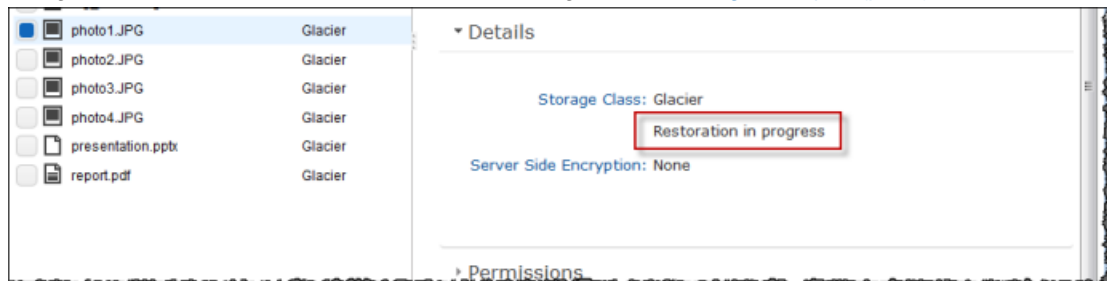 photo1.JPG Glacier
photo2.JPG Glacier
photo3.JPG Glacier
photo4.JPG Glacier
presentation.pptx Glacier
report.pdf Glacier
Details
Storage Class: Glacier
Restoration in progress
Server Side Encryption: None
Permissions